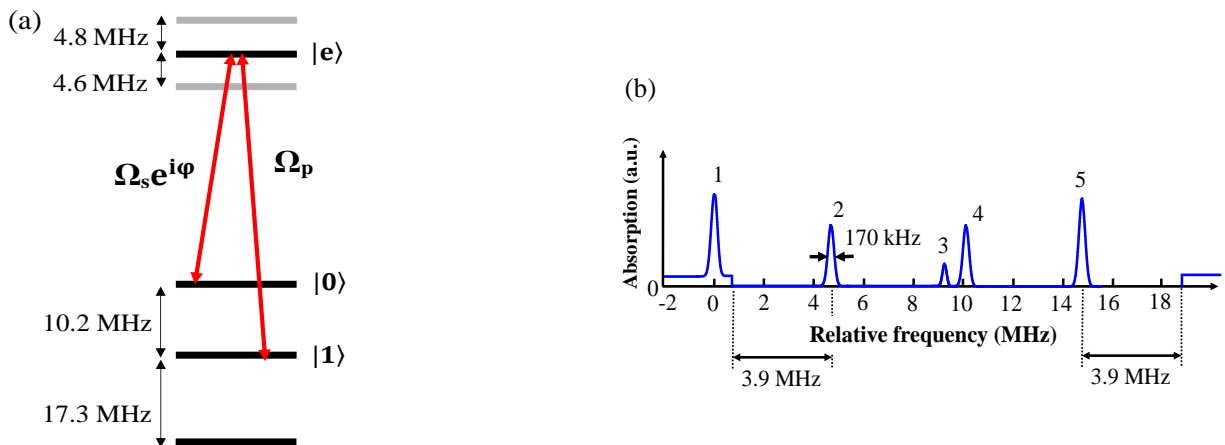 (a)
4.8 MHz
|e⟩
4.6 MHz
Ωₛe^{iφ}
Ωₚ
|0⟩
10.2 MHz
|1⟩
17.3 MHz
(b)
Absorption (a.u.)
1
2
3
4
5
170 kHz
0
-2 0 2 4 6 8 10 12 14 16 18
Relative frequency (MHz)
3.9 MHz
3.9 MHz